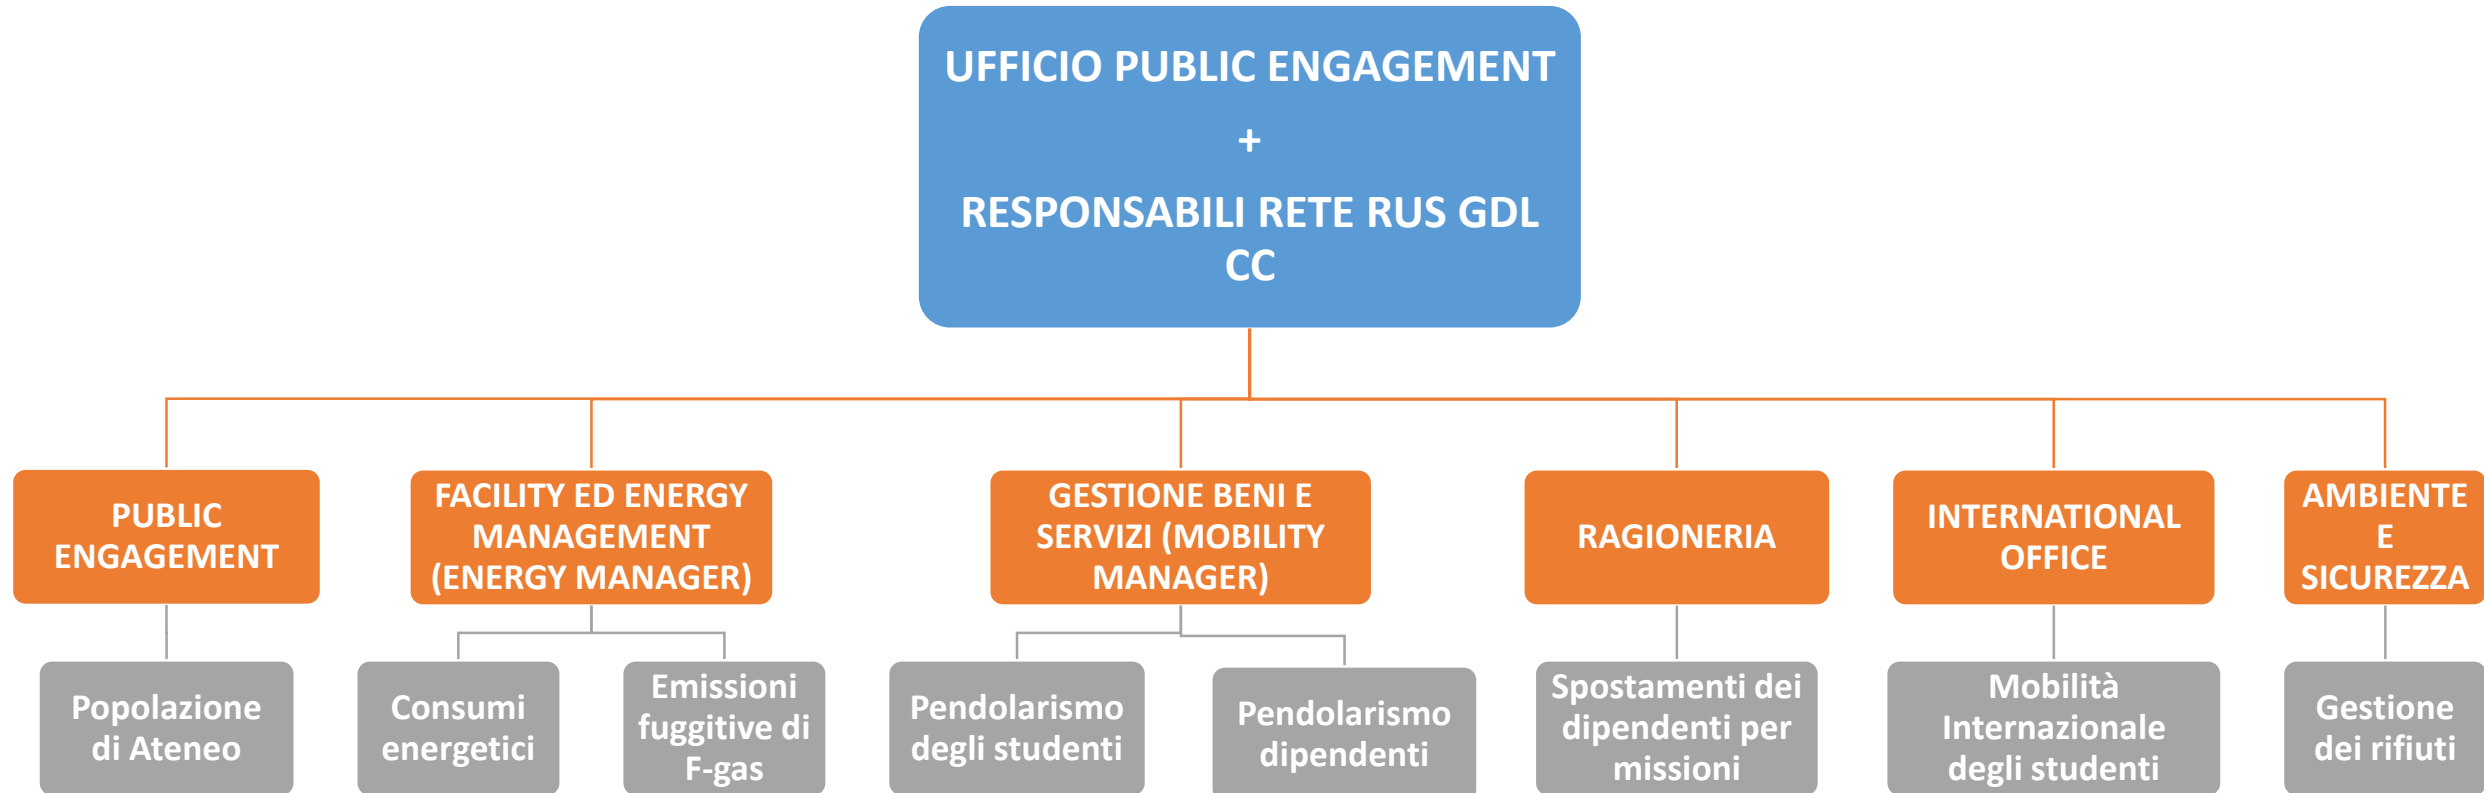 UFFICIO PUBLIC ENGAGEMENT
+
RESPONSABILI RETE RUS GDL
CC
PUBLIC
ENGAGEMENT
FACILITY ED ENERGY
MANAGEMENT
(ENERGY MANAGER)
GESTIONE BENI E
SERVIZI (MOBILITY
MANAGER)
RAGIONERIA
INTERNATIONAL
OFFICE
AMBIENTE
E
SICUREZZA
Popolazione
di Ateneo
Consumi
energetici
Emissioni
fuggitive di
F-gas
Pendolarismo
degli studenti
Pendolarismo
dipendenti
Spostamenti dei
dipendenti per
missioni
Mobilità
Internazionale
degli studenti
Gestione
dei rifiuti